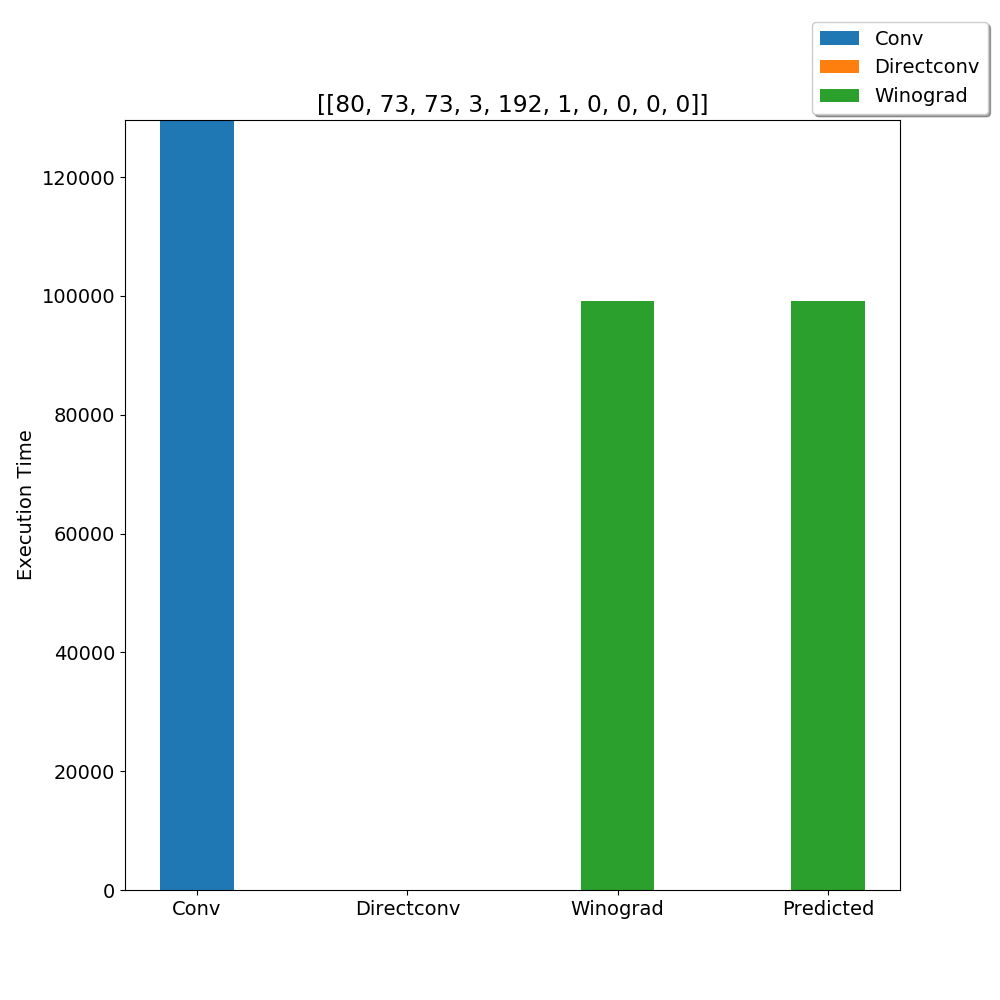 Conv
Directconv
Winograd
[[80, 73, 73, 3, 192, 1, 0, 0, 0, 0]]
120000
100000
80000
60000
40000
20000
0
Execution Time
Conv Directconv Winograd Predicted